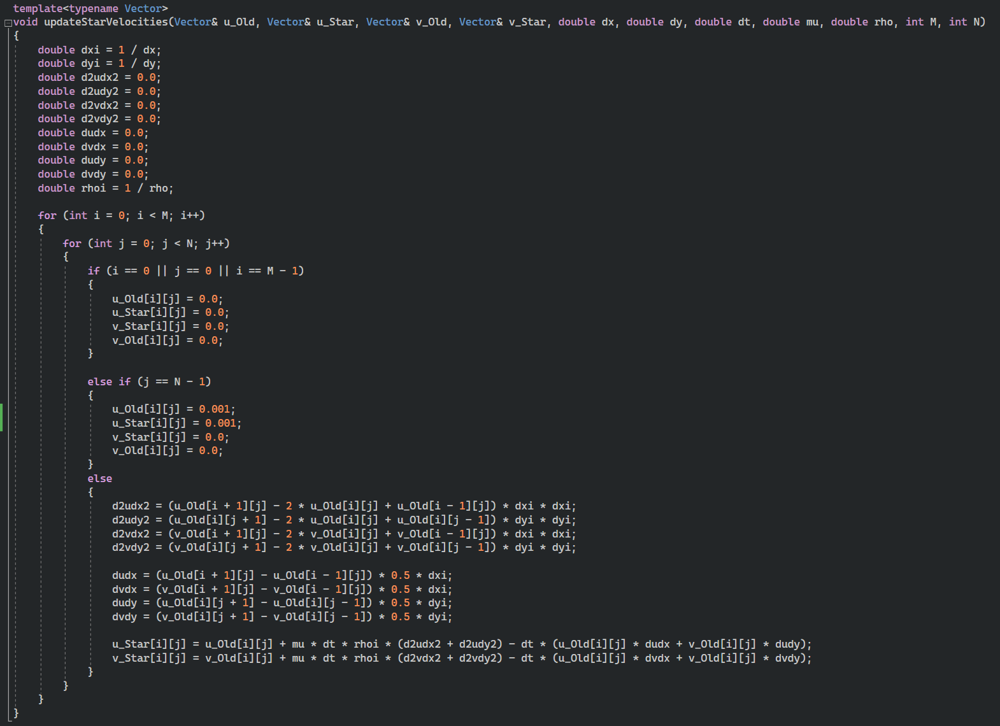 template<typename Vector>
void updateStarVelocities(Vector& u_Old, Vector& u_Star, Vector& v_Old, Vector& v_Star, double dx, double dy, double dt, double mu, double rho, int M, int N)
{
    double dxi = 1 / dx;
    double dyi = 1 / dy;
    double d2udx2 = 0.0;
    double d2udy2 = 0.0;
    double d2vdx2 = 0.0;
    double d2vdy2 = 0.0;
    double dudx = 0.0;
    double dvdx = 0.0;
    double dudy = 0.0;
    double dvdy = 0.0;
    double rhoi = 1 / rho;

    for (int i = 0; i < M; i++)
    {
        for (int j = 0; j < N; j++)
        {
            if (i == 0 || j == 0 || i == M - 1)
            {
                u_Old[i][j] = 0.0;
                u_Star[i][j] = 0.0;
                v_Star[i][j] = 0.0;
                v_Old[i][j] = 0.0;
            }

            else if (j == N - 1)
            {
                u_Old[i][j] = 0.001;
                u_Star[i][j] = 0.001;
                v_Star[i][j] = 0.0;
                v_Old[i][j] = 0.0;
            }
            else
            {
                d2udx2 = (u_Old[i + 1][j] - 2 * u_Old[i][j] + u_Old[i - 1][j]) * dxi * dxi;
                d2udy2 = (u_Old[i][j + 1] - 2 * u_Old[i][j] + u_Old[i][j - 1]) * dyi * dyi;
                d2vdx2 = (v_Old[i + 1][j] - 2 * v_Old[i][j] + v_Old[i - 1][j]) * dxi * dxi;
                d2vdy2 = (v_Old[i][j + 1] - 2 * v_Old[i][j] + v_Old[i][j - 1]) * dyi * dyi;

                dudx = (u_Old[i + 1][j] - u_Old[i - 1][j]) * 0.5 * dxi;
                dvdx = (v_Old[i + 1][j] - v_Old[i - 1][j]) * 0.5 * dxi;
                dudy = (u_Old[i][j + 1] - u_Old[i][j - 1]) * 0.5 * dyi;
                dvdy = (v_Old[i][j + 1] - v_Old[i][j - 1]) * 0.5 * dyi;

                u_Star[i][j] = u_Old[i][j] + mu * dt * rhoi * (d2udx2 + d2udy2) - dt * (u_Old[i][j] * dudx + v_Old[i][j] * dudy);
                v_Star[i][j] = v_Old[i][j] + mu * dt * rhoi * (d2vdx2 + d2vdy2) - dt * (u_Old[i][j] * dvdx + v_Old[i][j] * dvdy);
            }
        }
    }
}